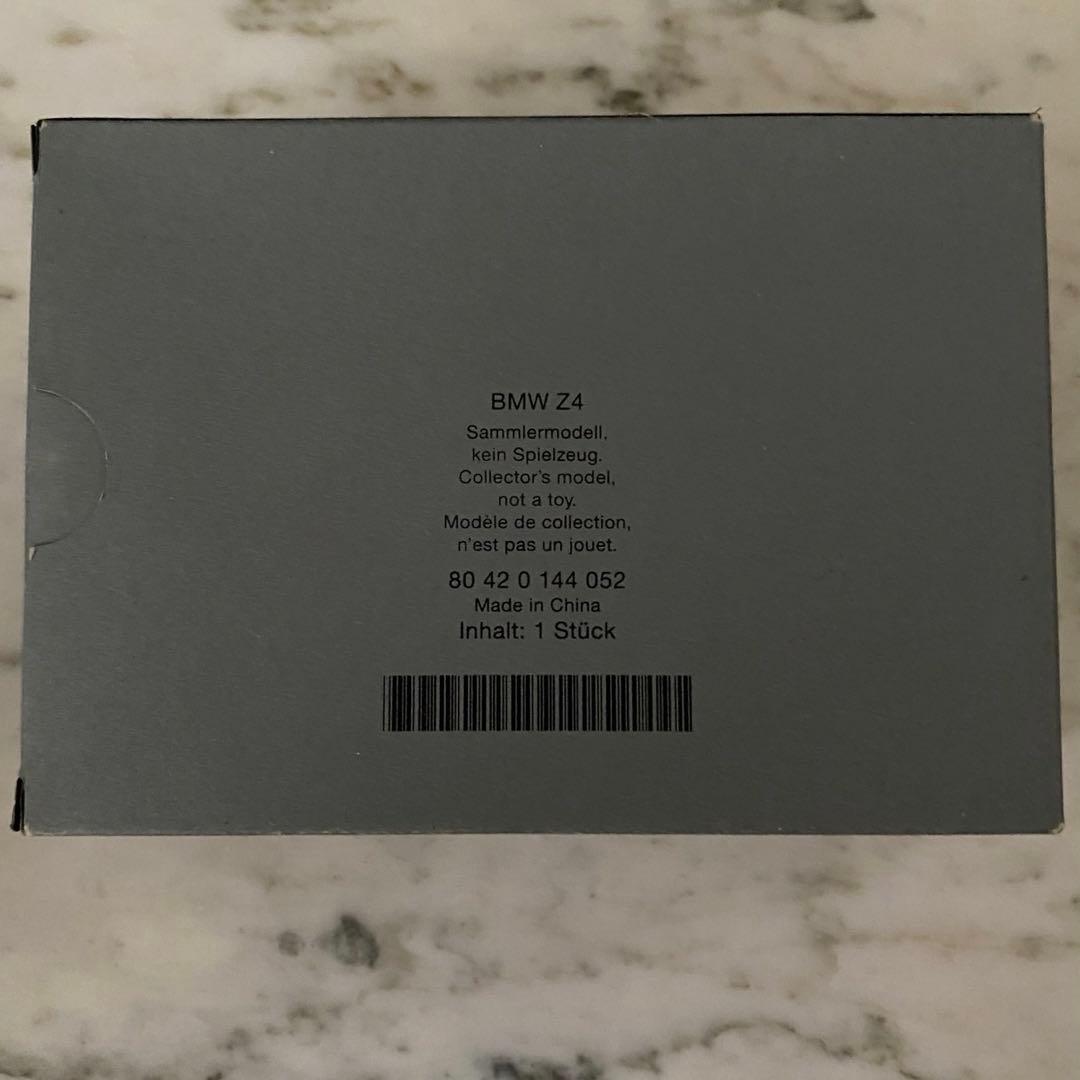 BMW Z4
Sammlermodell,
kein Spielzeug.
Collector's model,
not a toy.
Modèle de collection,
n'est pas un jouet.
80 42 0 144 052
Made in China
Inhalt: 1 Stück